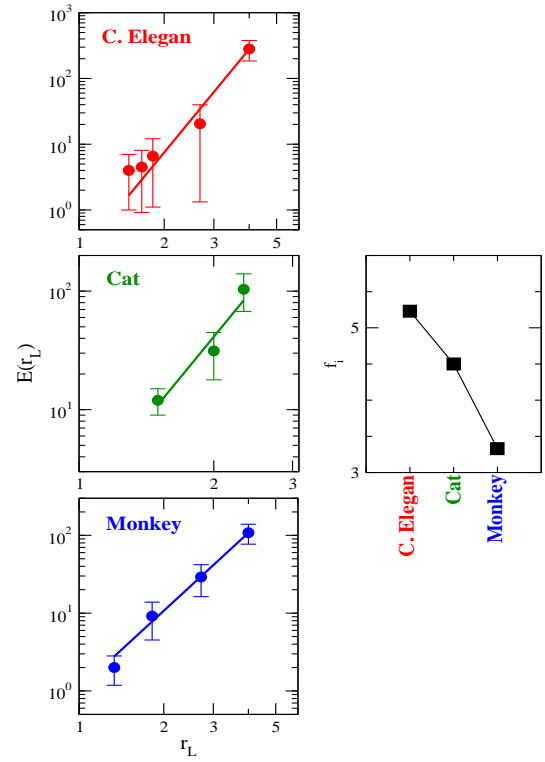 10^3
C. Elegan
10^2
10^1
10^0
1 2 3 5
Cat
10^2
10^1
1 2 3
E(r_L)
Monkey
10^2
10^1
10^0
1 2 3 5
r_L
5
f_i
3
C. Elegan
Cat
Monkey